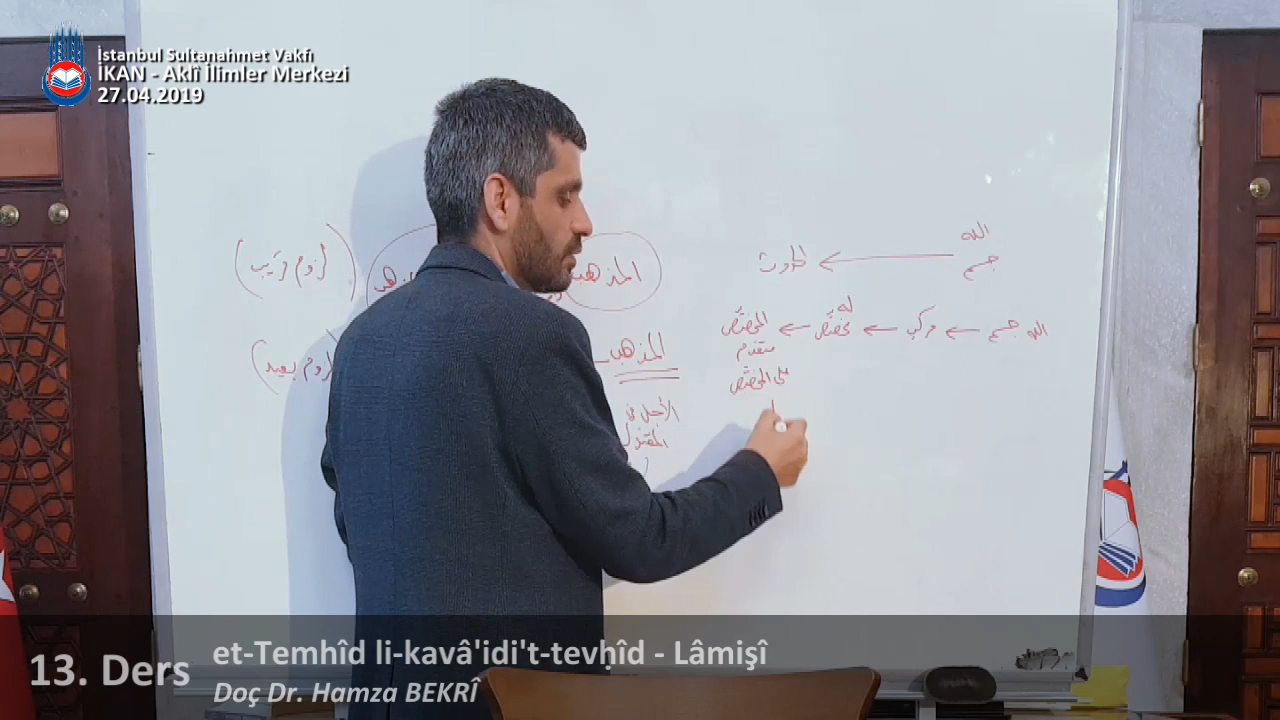 İstanbul Sultanahmet Vakfı
İKAN - Aklî İlimler Merkezi
27.04.2019
الله
جسم ← الحدوث
الله جسم ← مركب ← له مخصِّص ← المخصِّص
متقدم
على المخصَّص
(لزوم قريب)
المذهب
(لزوم بعيد)
المذهب
13. Ders
et-Temhîd li-kavâ'idi't-tevḥîd - Lâmişî
Doç Dr. Hamza BEKRÎ